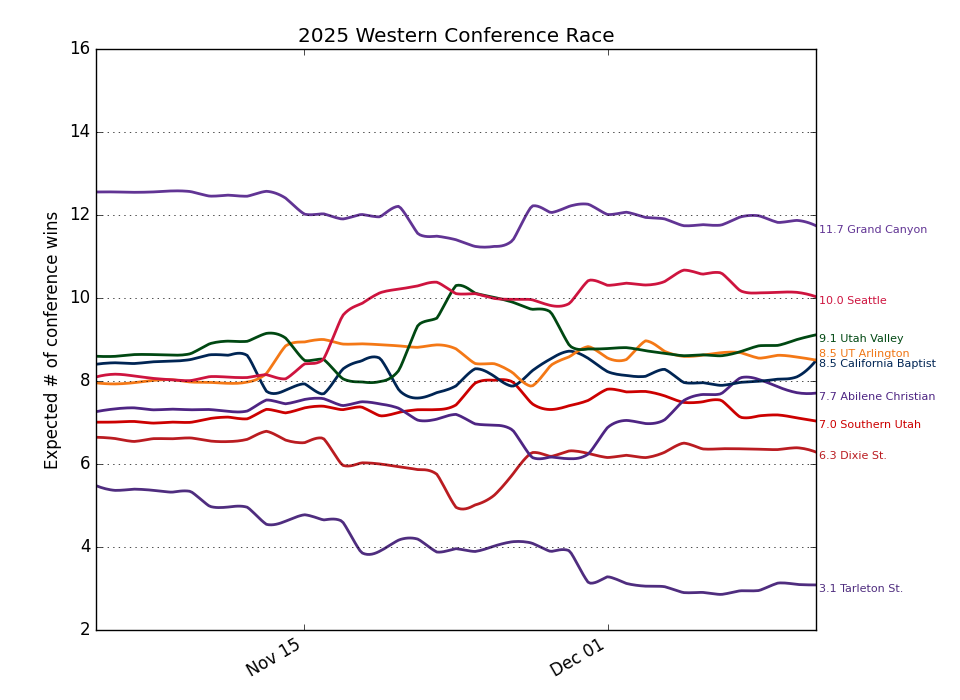 2025 Western Conference Race
Expected # of conference wins
16
14
12
10
8
6
4
2
Nov 15
Dec 01
11.7 Grand Canyon
10.0 Seattle
9.1 Utah Valley
8.5 UT Arlington
8.5 California Baptist
7.7 Abilene Christian
7.0 Southern Utah
6.3 Dixie St.
3.1 Tarleton St.